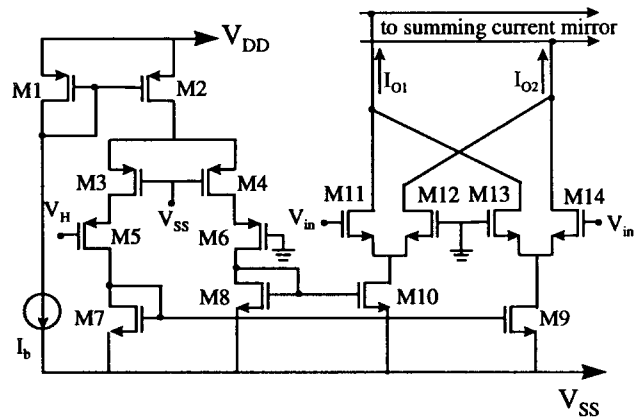 to summing current mirror
V_DD
I_O1
I_O2
M1
M2
M3
M4
M11
M12
M13
M14
V_H
V_SS
V_in
V_in
M5
M6
M8
M10
M7
M9
I_b
V_SS